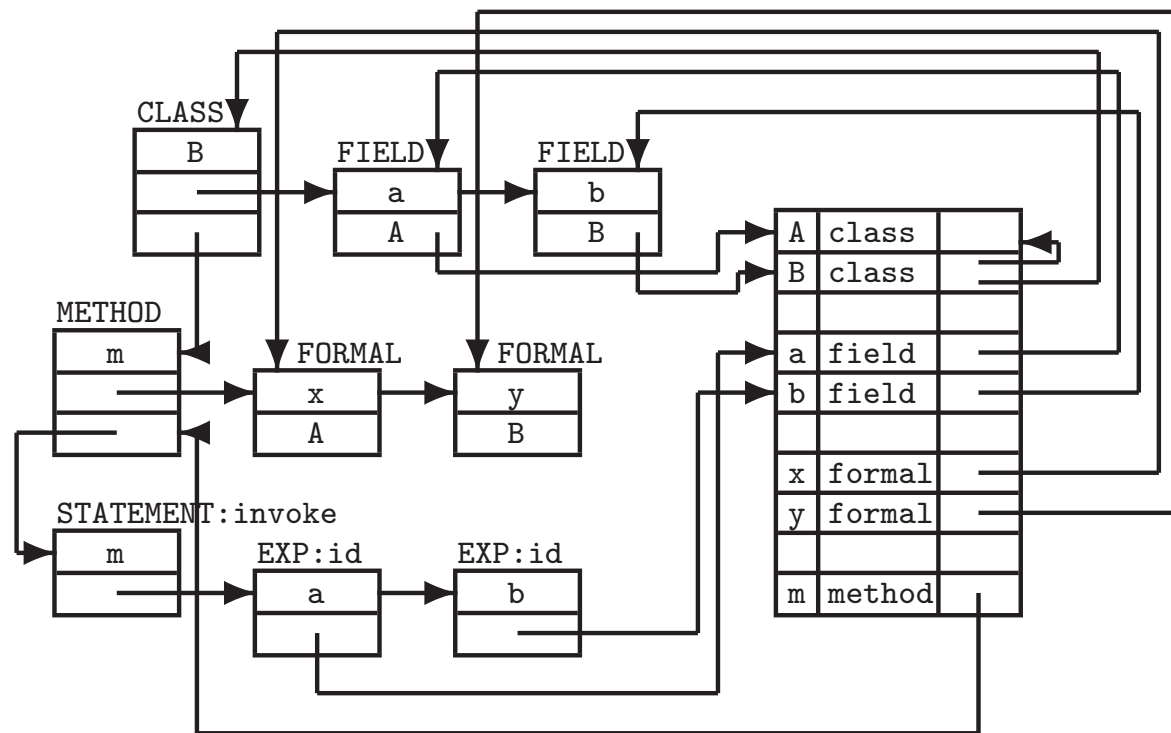 CLASS
B
FIELD
a
A
FIELD
b
B
METHOD
m
FORMAL
x
A
FORMAL
y
B
STATEMENT:invoke
m
EXP:id
a
EXP:id
b
A class
B class
a field
b field
x formal
y formal
m method